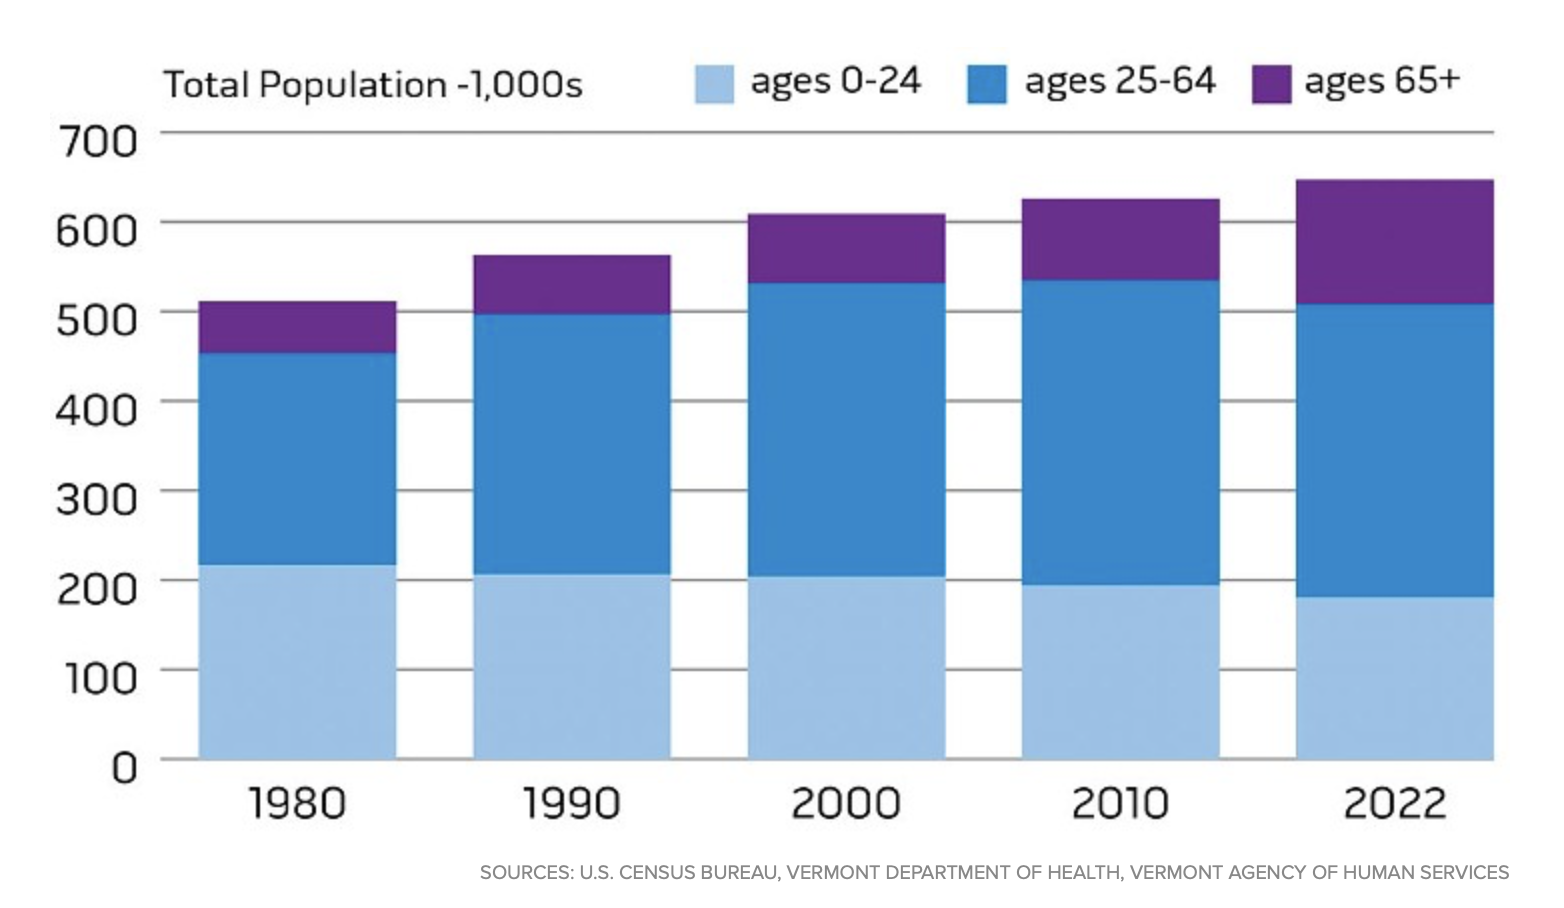 Total Population -1,000s
ages 0-24
ages 25-64
ages 65+
700
600
500
400
300
200
100
0
1980
1990
2000
2010
2022
SOURCES: U.S. CENSUS BUREAU, VERMONT DEPARTMENT OF HEALTH, VERMONT AGENCY OF HUMAN SERVICES